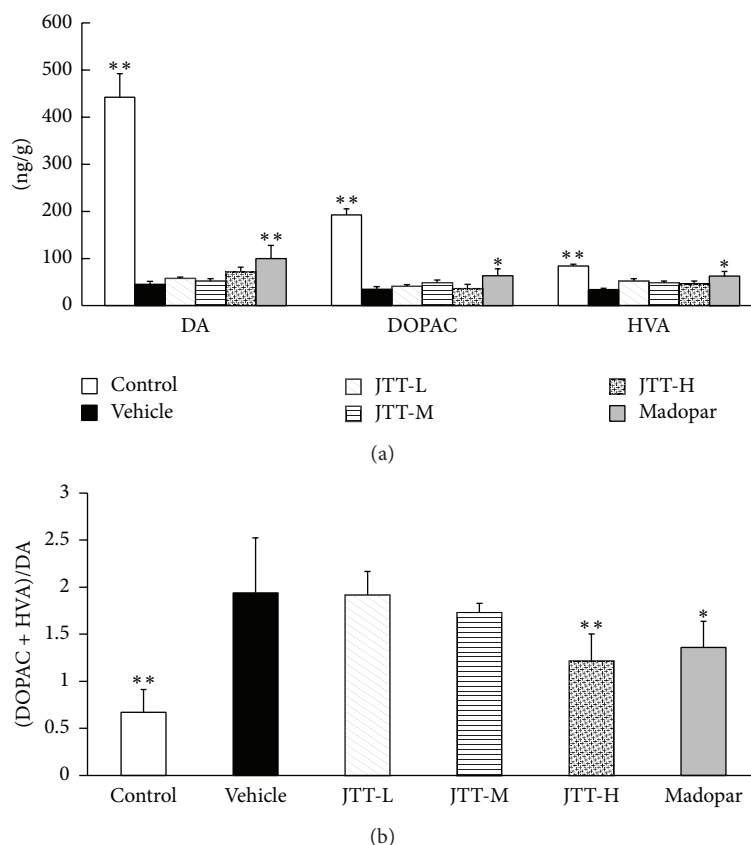 600
500
400
300
200
100
0
(ng/g)
**
**
**
*
**
*
DA
DOPAC
HVA
Control
JTT-L
JTT-H
Vehicle
JTT-M
Madopar
(a)
3
2.5
2
1.5
1
0.5
0
(DOPAC + HVA)/DA
**
**
*
Control
Vehicle
JTT-L
JTT-M
JTT-H
Madopar
(b)